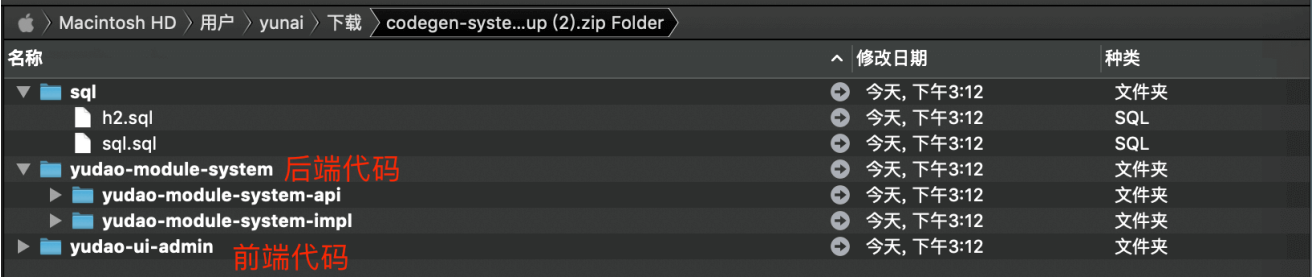 Macintosh HD 用户 yunai 下载 codegen-syste...up (2).zip Folder
名称 修改日期 种类
sql 今天, 下午3:12 文件夹
h2.sql 今天, 下午3:12 SQL
sql.sql 今天, 下午3:12 SQL
yudao-module-system 后端代码 今天, 下午3:12 文件夹
yudao-module-system-api 今天, 下午3:12 文件夹
yudao-module-system-impl 今天, 下午3:12 文件夹
yudao-ui-admin 前端代码 今天, 下午3:12 文件夹